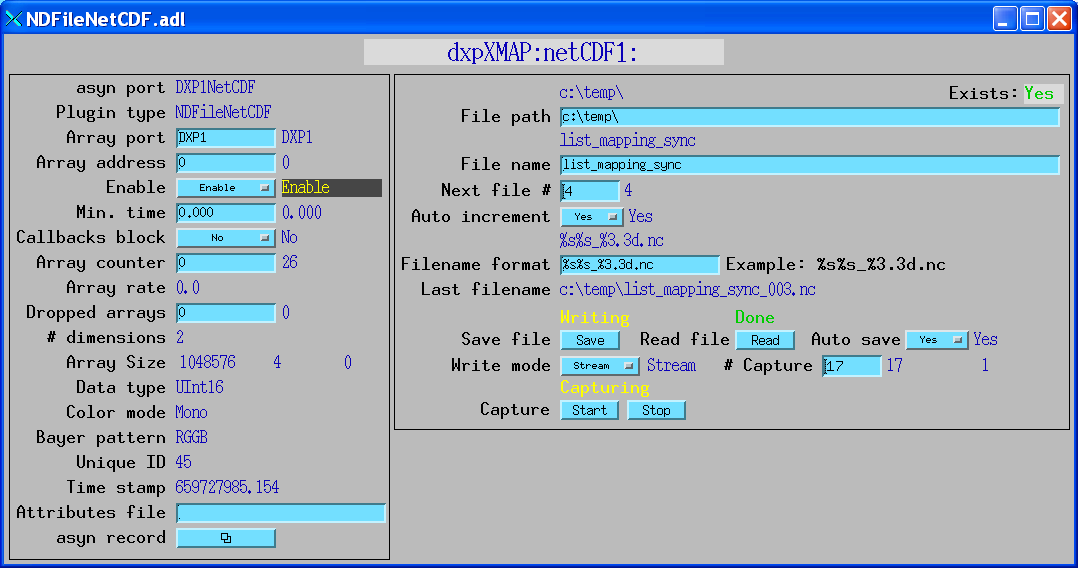 NDFileNetCDF.adl
dxpXMAP:netCDF1:
asyn port DXP1NetCDF
Plugin type NDFileNetCDF
Array port DXP1 DXP1
Array address 0 0
Enable Enable Enable
Min. time 0.000 0.000
Callbacks block No No
Array counter 0 26
Array rate 0.0
Dropped arrays 0 0
# dimensions 2
Array Size 1048576 4 0
Data type UInt16
Color mode Mono
Bayer pattern RGGB
Unique ID 45
Time stamp 659727985.154
Attributes file
asyn record
c:\temp\ Exists: Yes
File path c:\temp\
list_mapping_sync
File name list_mapping_sync
Next file # 4 4
Auto increment Yes Yes
%s%s_%3.3d.nc
Filename format %s%s_%3.3d.nc Example: %s%s_%3.3d.nc
Last filename c:\temp\list_mapping_sync_003.nc
Writing Done
Save file Save Read file Read Auto save Yes Yes
Write mode Stream Stream # Capture 17 17 1
Capturing
Capture Start Stop